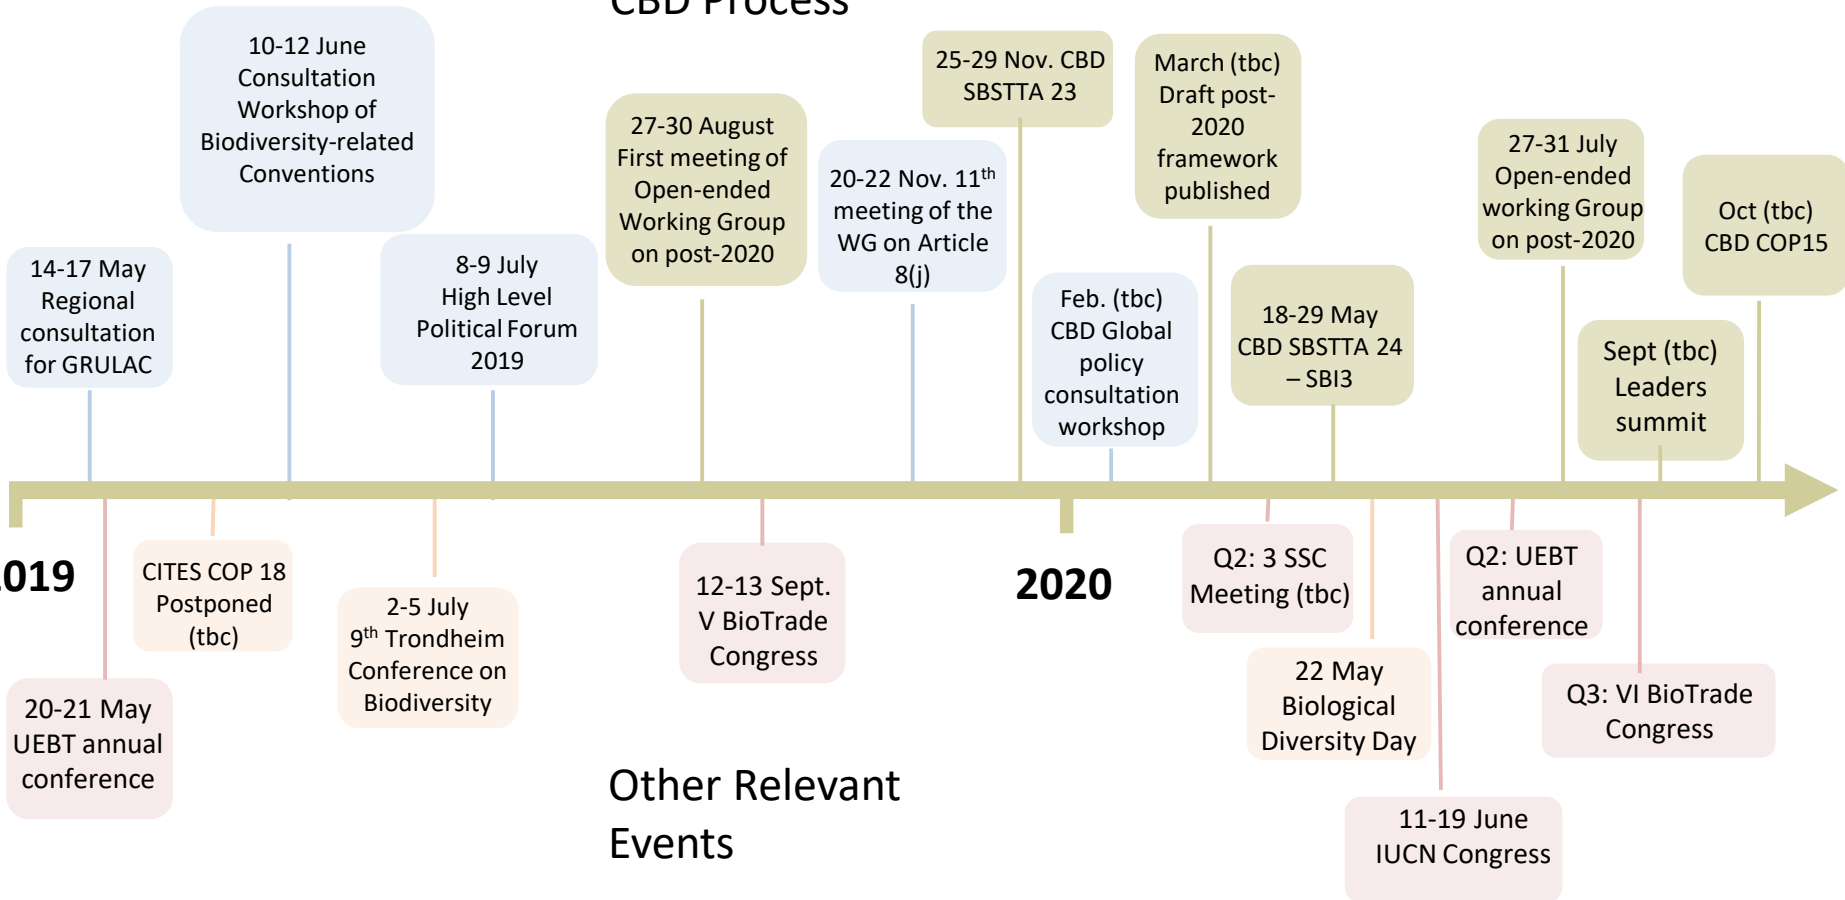 CBD Process
10-12 June
Consultation
Workshop of
Biodiversity-related
Conventions
25-29 Nov. CBD
SBSTTA 23
March (tbc)
Draft post-
2020
framework
published
27-30 August
First meeting of
Open-ended
Working Group
on post-2020
20-22 Nov. 11th
meeting of the
WG on Article
8(j)
27-31 July
Open-ended
working Group
on post-2020
Oct (tbc)
CBD COP15
14-17 May
Regional
consultation
for GRULAC
8-9 July
High Level
Political Forum
2019
Feb. (tbc)
CBD Global
policy
consultation
workshop
18-29 May
CBD SBSTTA 24
– SBI3
Sept (tbc)
Leaders
summit
2019
CITES COP 18
Postponed
(tbc)
2-5 July
9th Trondheim
Conference on
Biodiversity
12-13 Sept.
V BioTrade
Congress
2020
Q2: 3 SSC
Meeting (tbc)
Q2: UEBT
annual
conference
20-21 May
UEBT annual
conference
22 May
Biological
Diversity Day
Q3: VI BioTrade
Congress
Other Relevant
Events
11-19 June
IUCN Congress